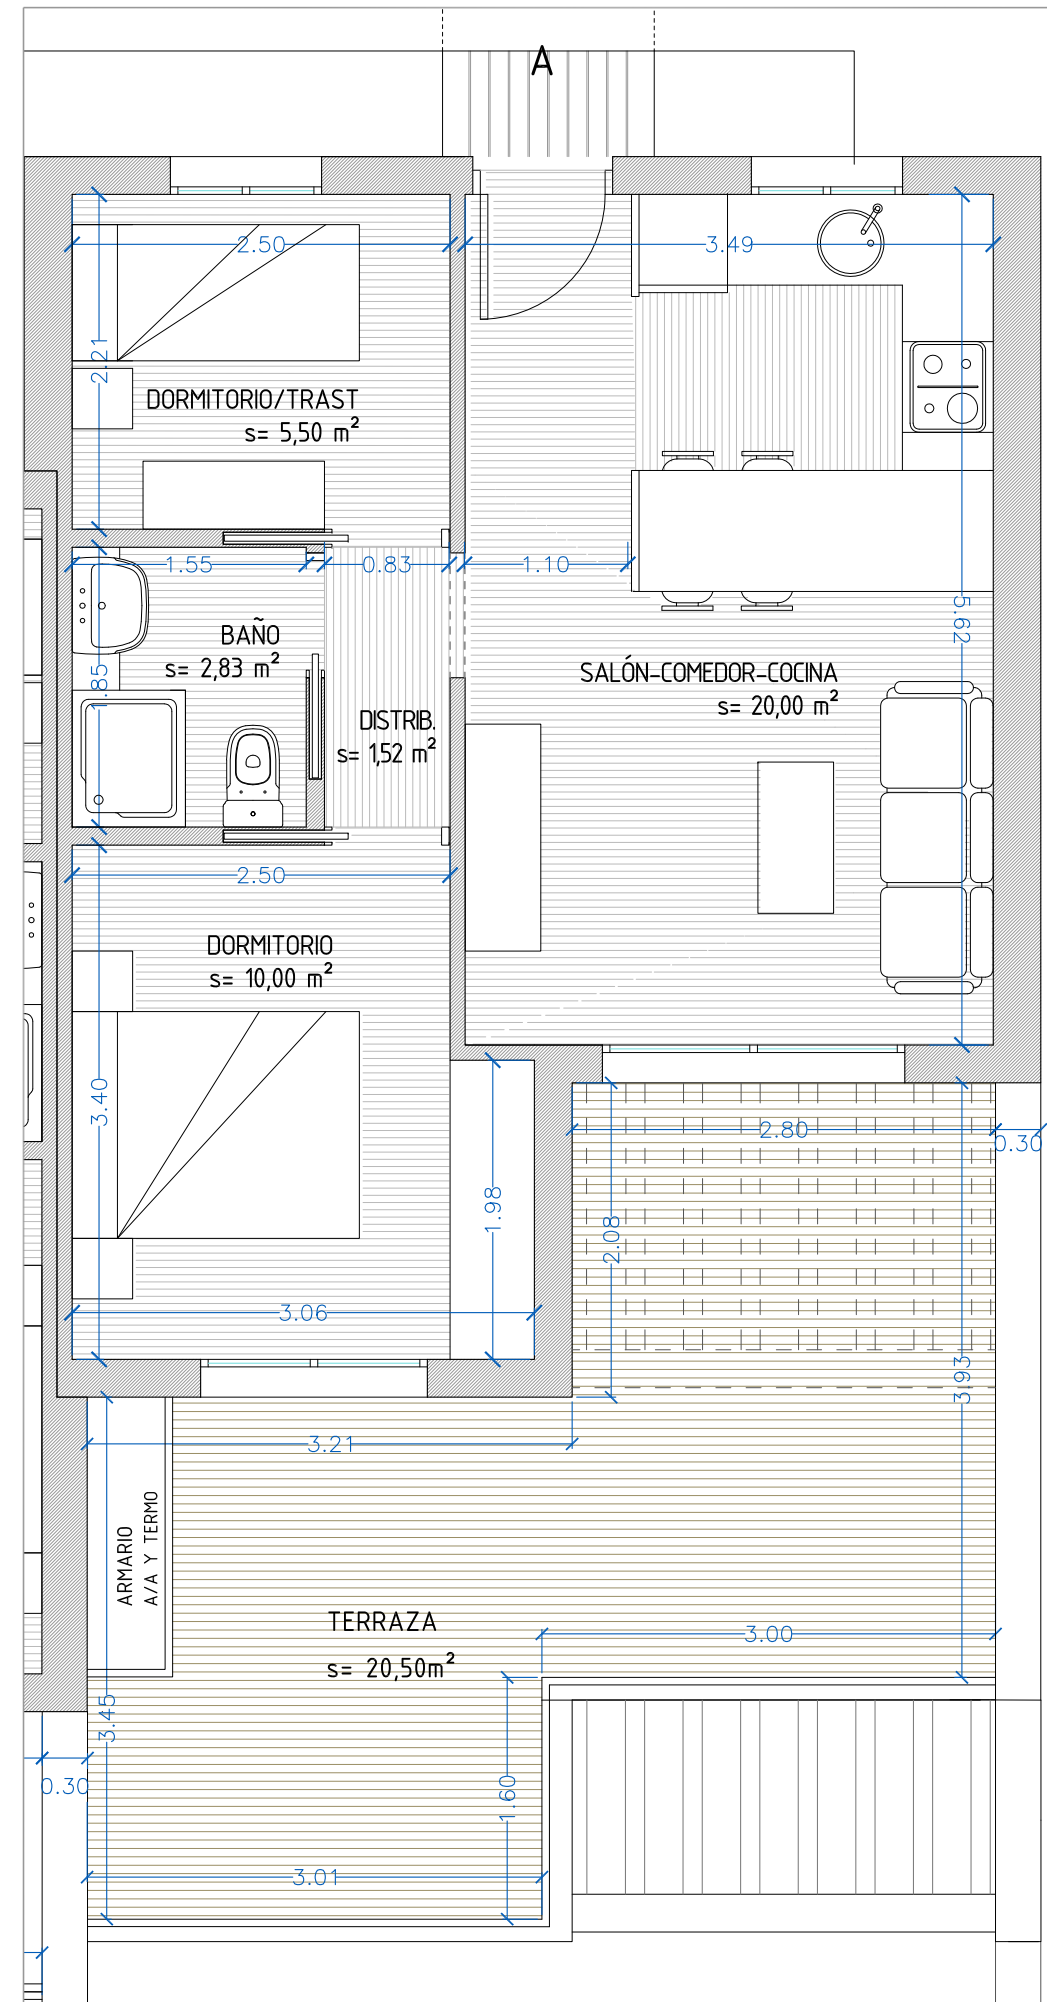 A
2.50
3.49
2.21
DORMITORIO/TRAST
s= 5,50 m²
1.55
0.83
1.10
5.62
BAÑO
s= 2,83 m²
1.85
SALÓN-COMEDOR-COCINA
s= 20,00 m²
DISTRIB.
s= 1,52 m²
2.50
DORMITORIO
s= 10,00 m²
3.40
2.80
0.30
1.98
2.08
3.06
3.93
3.21
ARMARIO
A/A Y TERMO
TERRAZA
s= 20,50m²
3.00
3.45
0.30
1.60
3.01